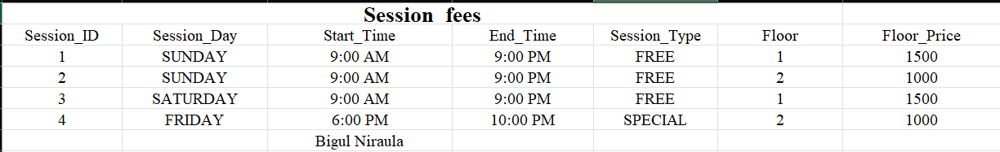 Session_fees
Session_ID Session_Day Start_Time End_Time Session_Type Floor Floor_Price
1 SUNDAY 9:00 AM 9:00 PM FREE 1 1500
2 SUNDAY 9:00 AM 9:00 PM FREE 2 1000
3 SATURDAY 9:00 AM 9:00 PM FREE 1 1500
4 FRIDAY 6:00 PM 10:00 PM SPECIAL 2 1000
Bigul Niraula